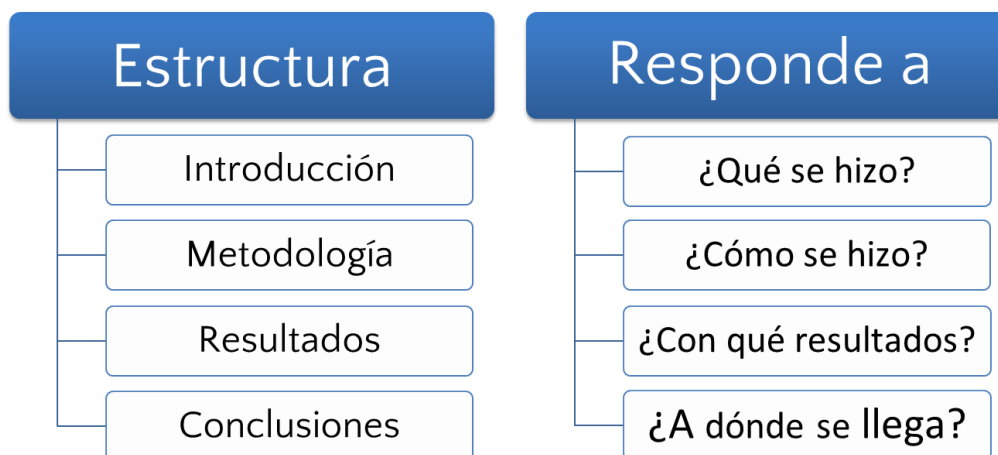 Estructura
Introducción
Metodología
Resultados
Conclusiones
Responde a
¿Qué se hizo?
¿Cómo se hizo?
¿Con qué resultados?
¿A dónde se llega?